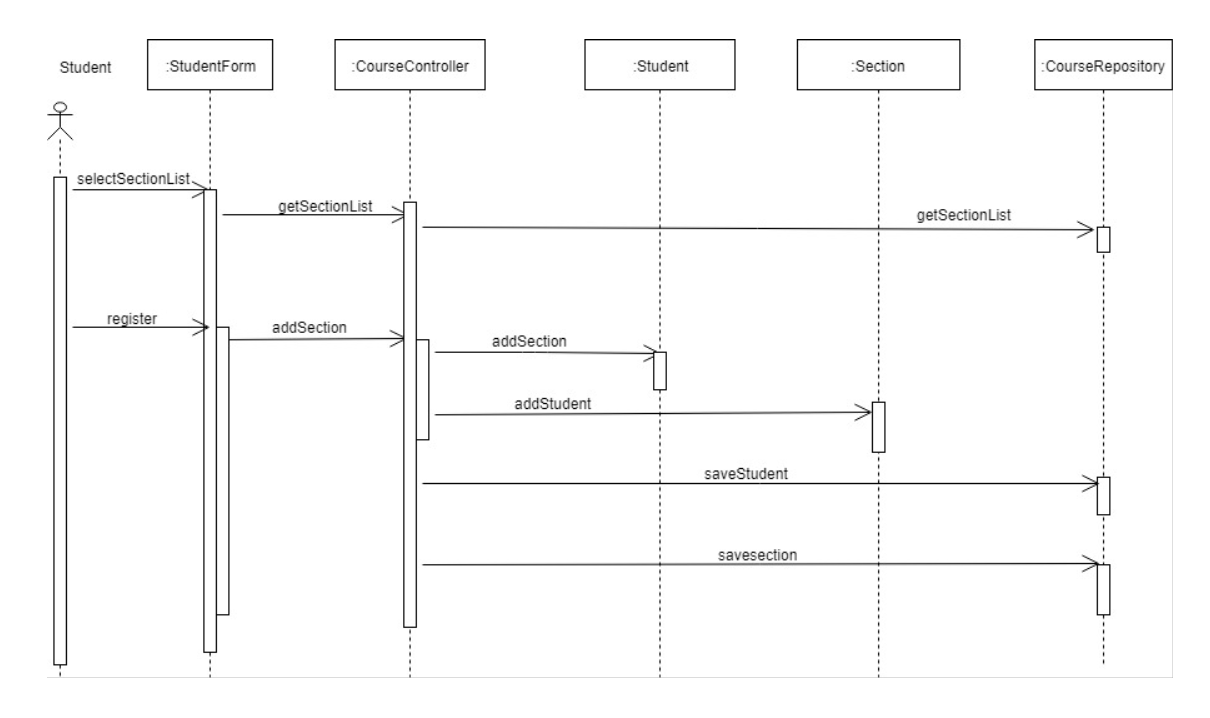 Student
:StudentForm
:CourseController
:Student
:Section
:CourseRepository
selectSectionList
getSectionList
getSectionList
register
addSection
addSection
addStudent
saveStudent
savesection